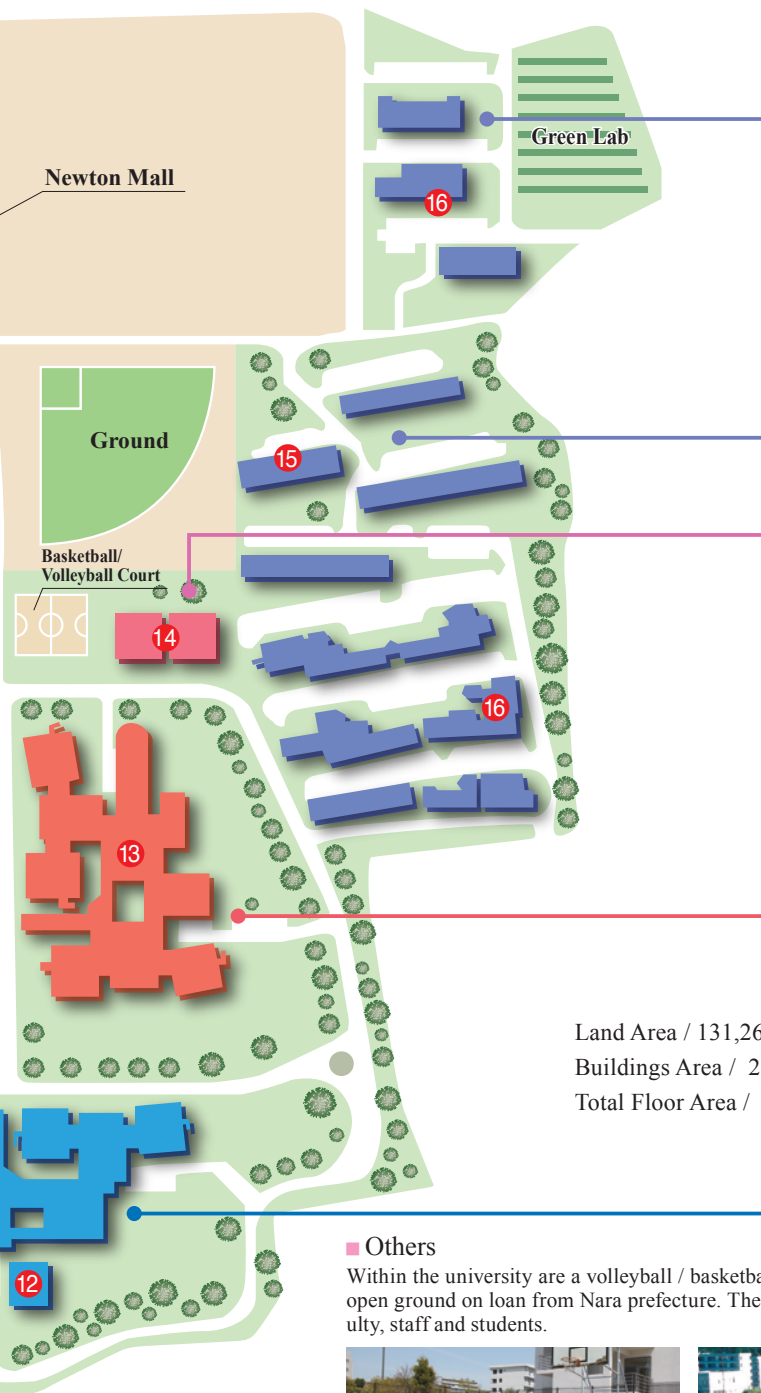 Green Lab
Newton Mall
16
Ground
15
Basketball/
Volleyball Court
14
16
13
Land Area / 131,26
Buildings Area / 2
Total Floor Area /
12
■ Others
Within the university are a volleyball / basketba
open ground on loan from Nara prefecture. The
ulty, staff and students.